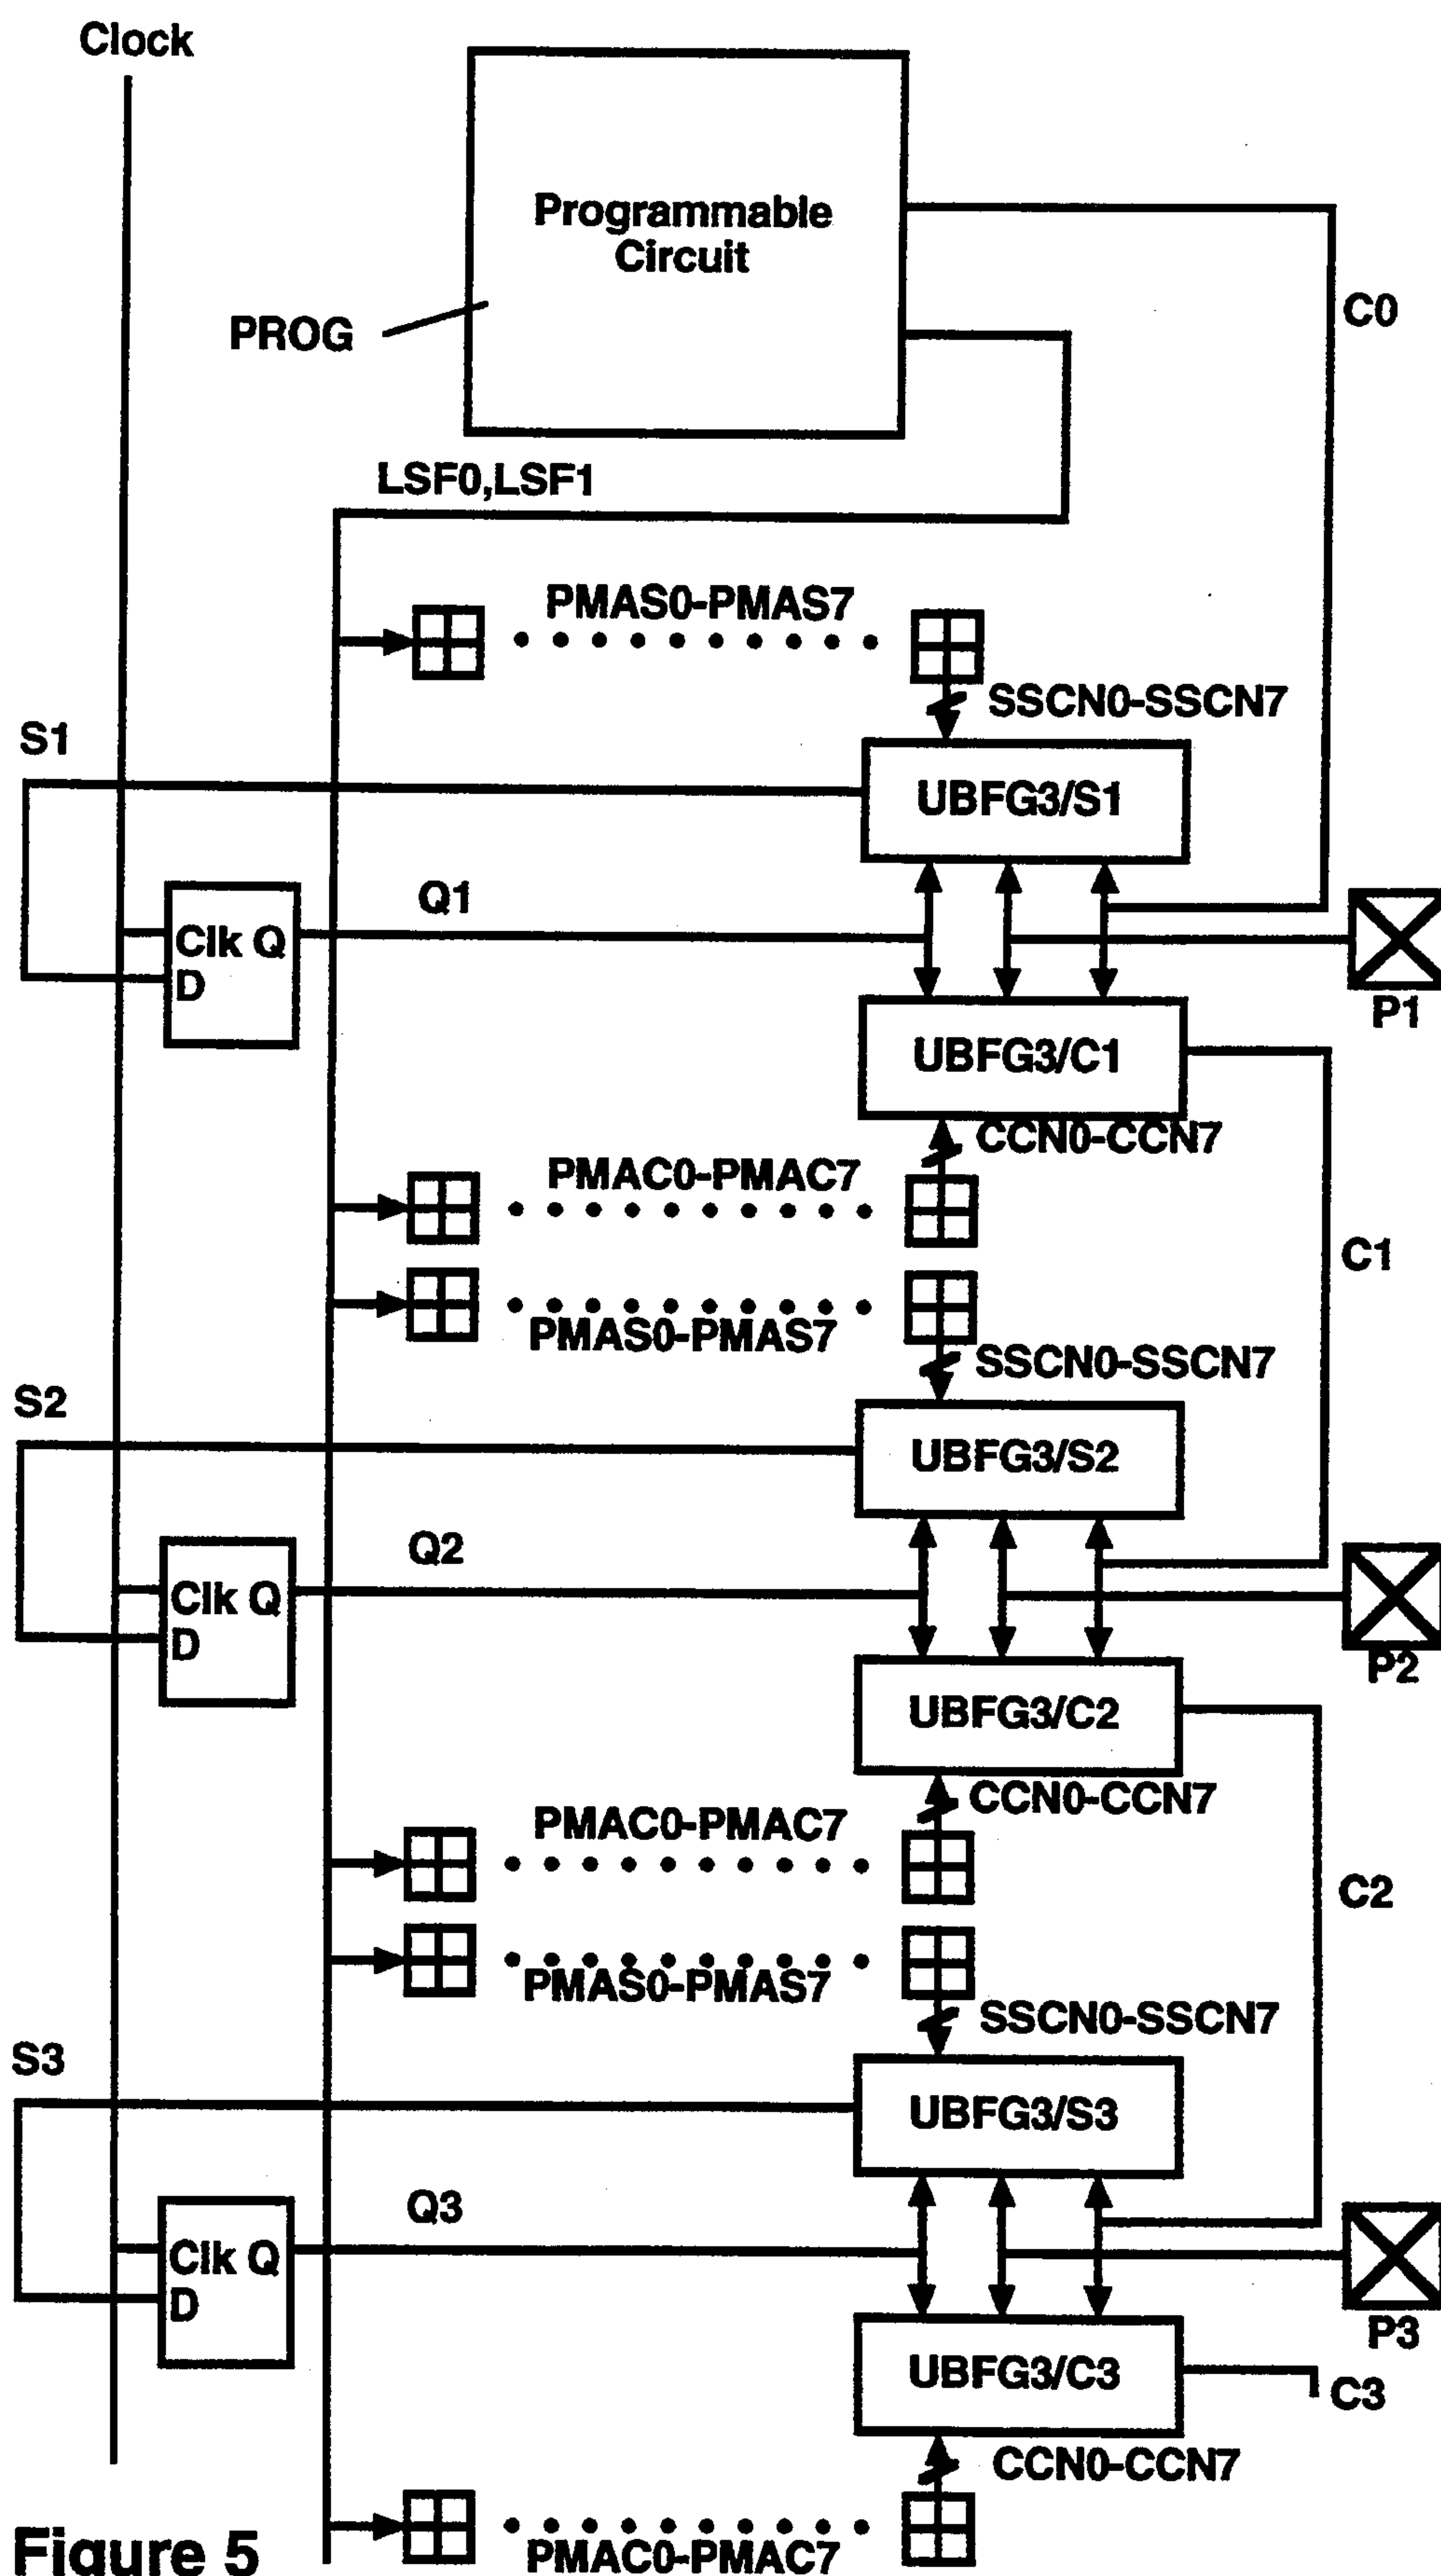 Clock
Programmable
Circuit
PROG
C0
LSF0,LSF1
PMAS0-PMAS7
SSCN0-SSCN7
S1
UBFG3/S1
Q1
Clk Q
D
P1
UBFG3/C1
CCN0-CCN7
PMAC0-PMAC7
C1
PMAS0-PMAS7
SSCN0-SSCN7
S2
UBFG3/S2
Q2
Clk Q
D
P2
UBFG3/C2
CCN0-CCN7
PMAC0-PMAC7
C2
PMAS0-PMAS7
SSCN0-SSCN7
S3
UBFG3/S3
Q3
Clk Q
D
P3
UBFG3/C3
C3
CCN0-CCN7
PMAC0-PMAC7
Figure 5